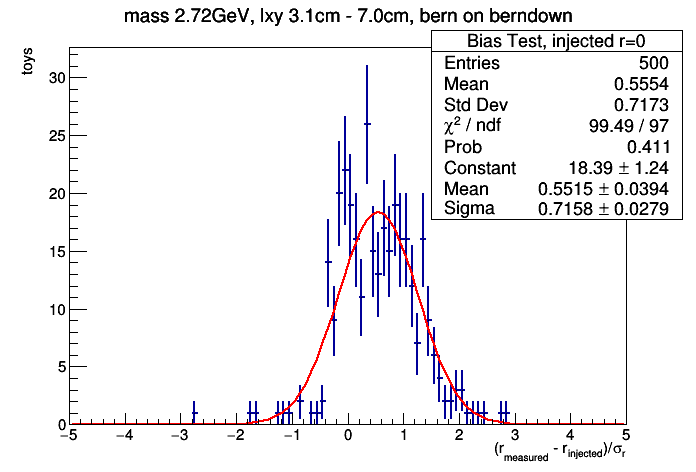 mass 2.72GeV, lxy 3.1cm - 7.0cm, bern on berndown
toys
Bias Test, injected r=0
Entries 500
Mean 0.5554
Std Dev 0.7173
χ² / ndf 99.49 / 97
Prob 0.411
Constant 18.39 ± 1.24
Mean 0.5515 ± 0.0394
Sigma 0.7158 ± 0.0279
30
25
20
15
10
5
0
−5 −4 −3 −2 −1 0 1 2 3 4 5
(r_measured - r_injected)/σ_r